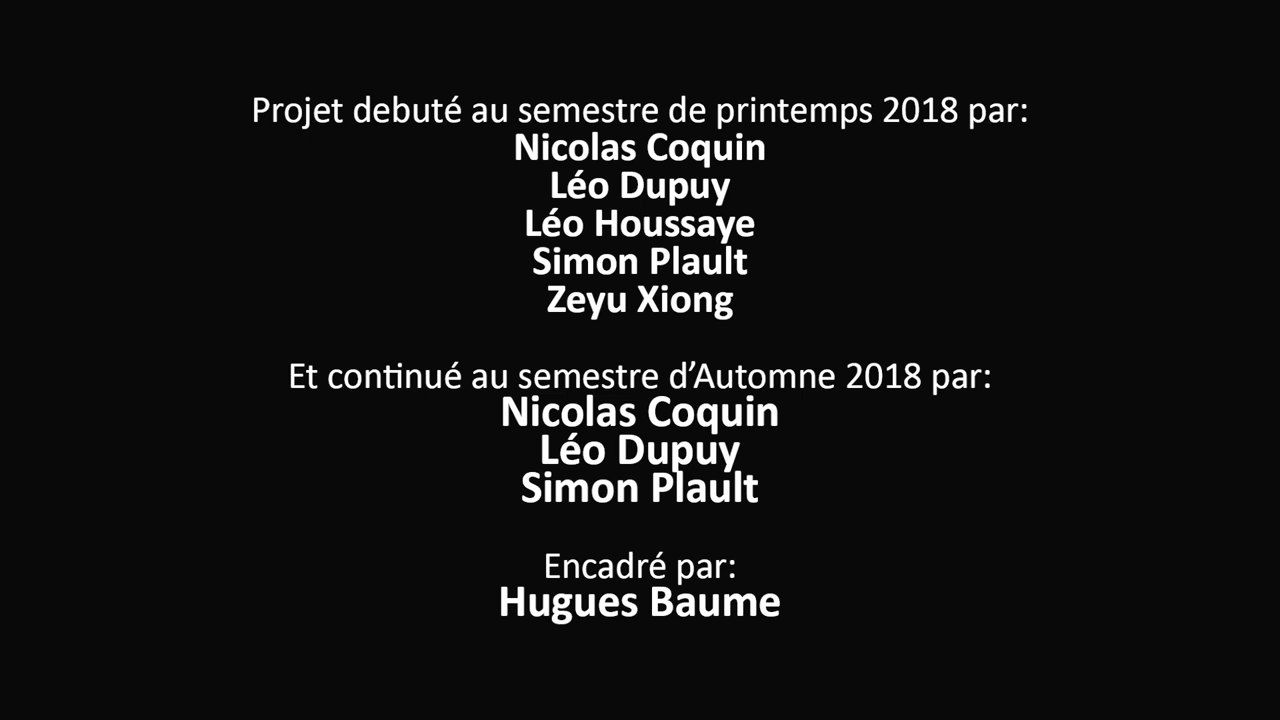 Projet debuté au semestre de printemps 2018 par:
Nicolas Coquin
Léo Dupuy
Léo Houssaye
Simon Plault
Zeyu Xiong
Et continué au semestre d’Automne 2018 par:
Nicolas Coquin
Léo Dupuy
Simon Plault
Encadré par:
Hugues Baume